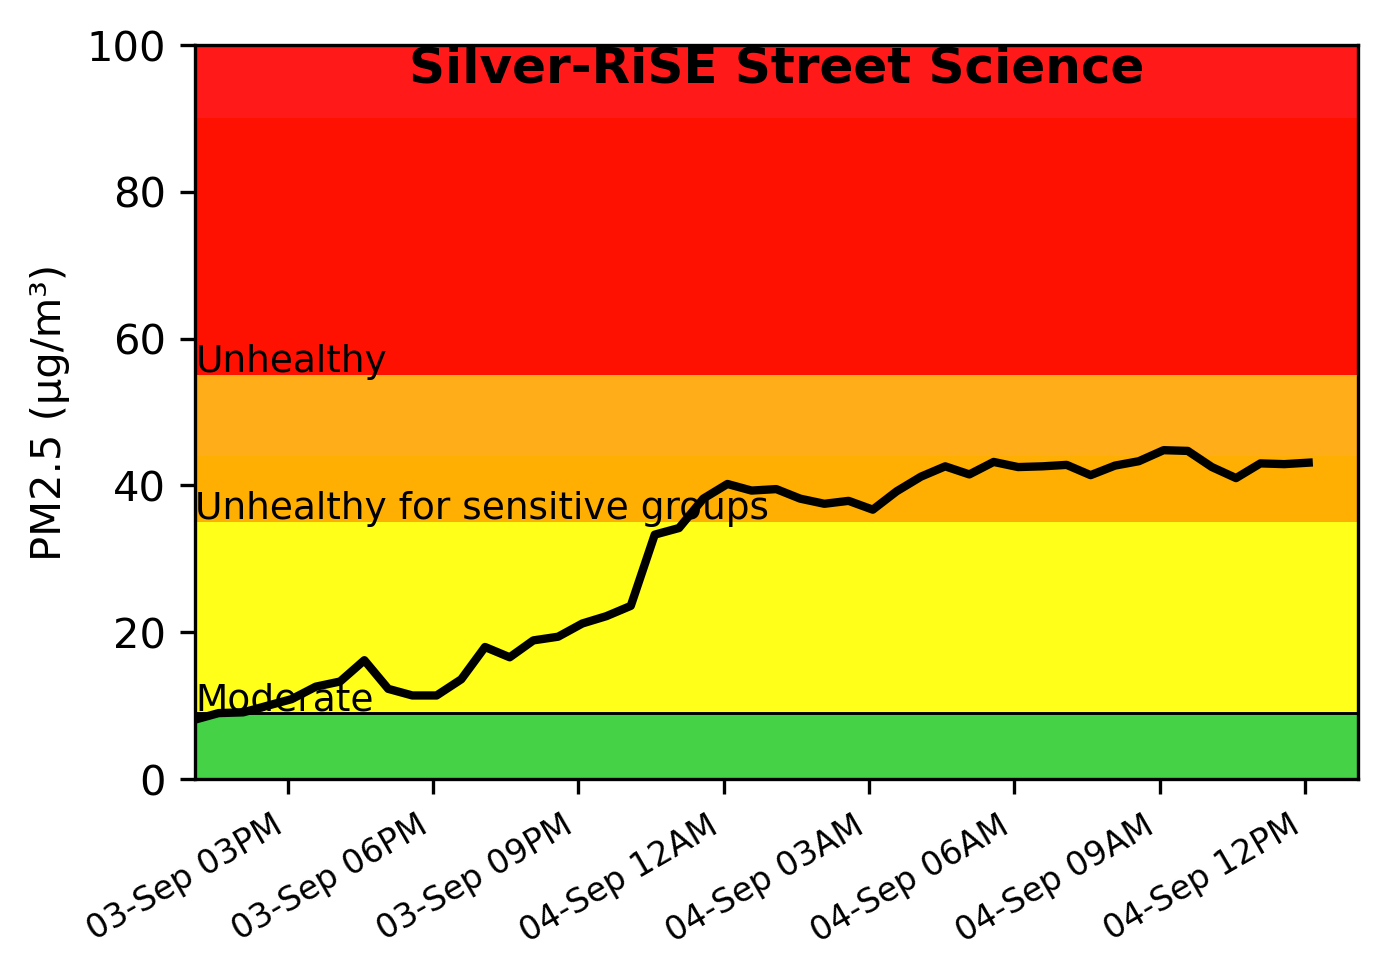 Silver-RiSE Street Science
100
80
60
40
20
0
PM2.5 (µg/m³)
Unhealthy
Unhealthy for sensitive groups
Moderate
03-Sep 03PM
03-Sep 06PM
03-Sep 09PM
04-Sep 12AM
04-Sep 03AM
04-Sep 06AM
04-Sep 09AM
04-Sep 12PM